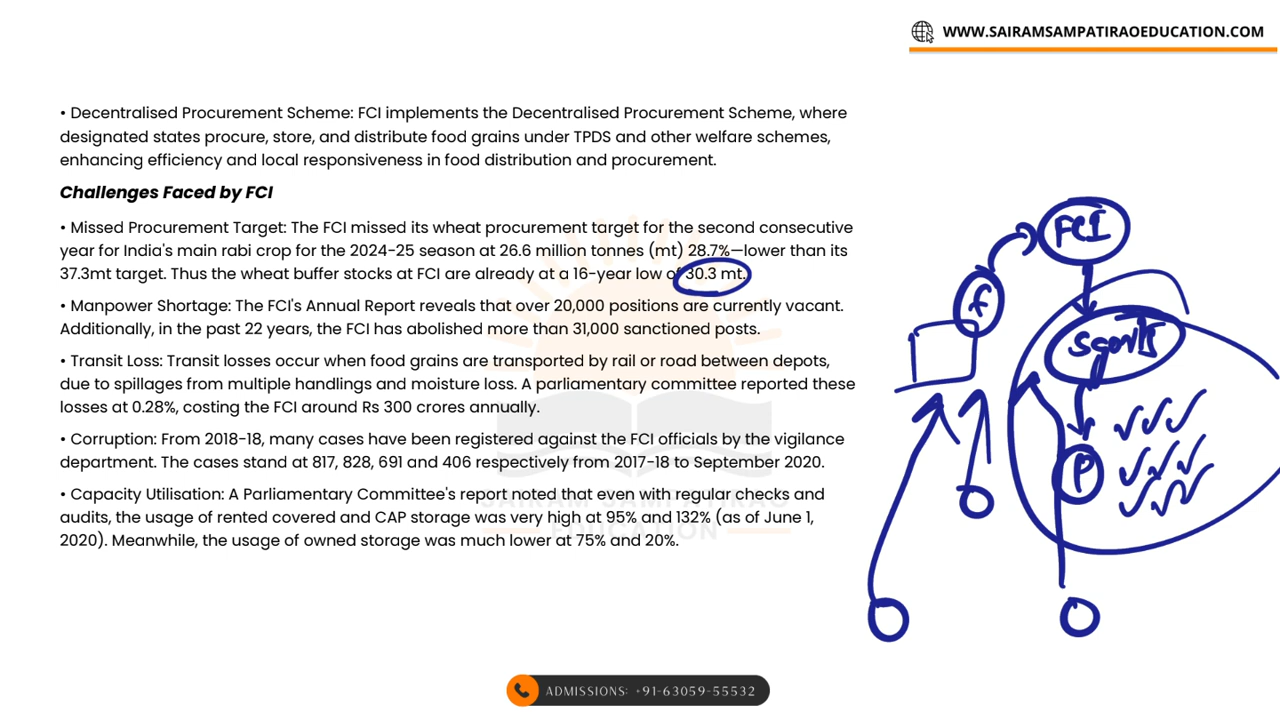 WWW.SAIRAMSAMPATIRAOEDUCATION.COM
• Decentralised Procurement Scheme: FCI implements the Decentralised Procurement Scheme, where
designated states procure, store, and distribute food grains under TPDS and other welfare schemes,
enhancing efficiency and local responsiveness in food distribution and procurement.
Challenges Faced by FCI
• Missed Procurement Target: The FCI missed its wheat procurement target for the second consecutive
year for India's main rabi crop for the 2024-25 season at 26.6 million tonnes (mt) 28.7%—lower than its
37.3mt target. Thus the wheat buffer stocks at FCI are already at a 16-year low of 30.3 mt.
• Manpower Shortage: The FCI's Annual Report reveals that over 20,000 positions are currently vacant.
Additionally, in the past 22 years, the FCI has abolished more than 31,000 sanctioned posts.
• Transit Loss: Transit losses occur when food grains are transported by rail or road between depots,
due to spillages from multiple handlings and moisture loss. A parliamentary committee reported these
losses at 0.28%, costing the FCI around Rs 300 crores annually.
• Corruption: From 2018-18, many cases have been registered against the FCI officials by the vigilance
department. The cases stand at 817, 828, 691 and 406 respectively from 2017-18 to September 2020.
• Capacity Utilisation: A Parliamentary Committee's report noted that even with regular checks and
audits, the usage of rented covered and CAP storage was very high at 95% and 132% (as of June 1,
2020). Meanwhile, the usage of owned storage was much lower at 75% and 20%.
SAIRAM SAMPATIRAO
EDUCATION
FCI
f
P
ADMISSIONS: +91-63059-55532